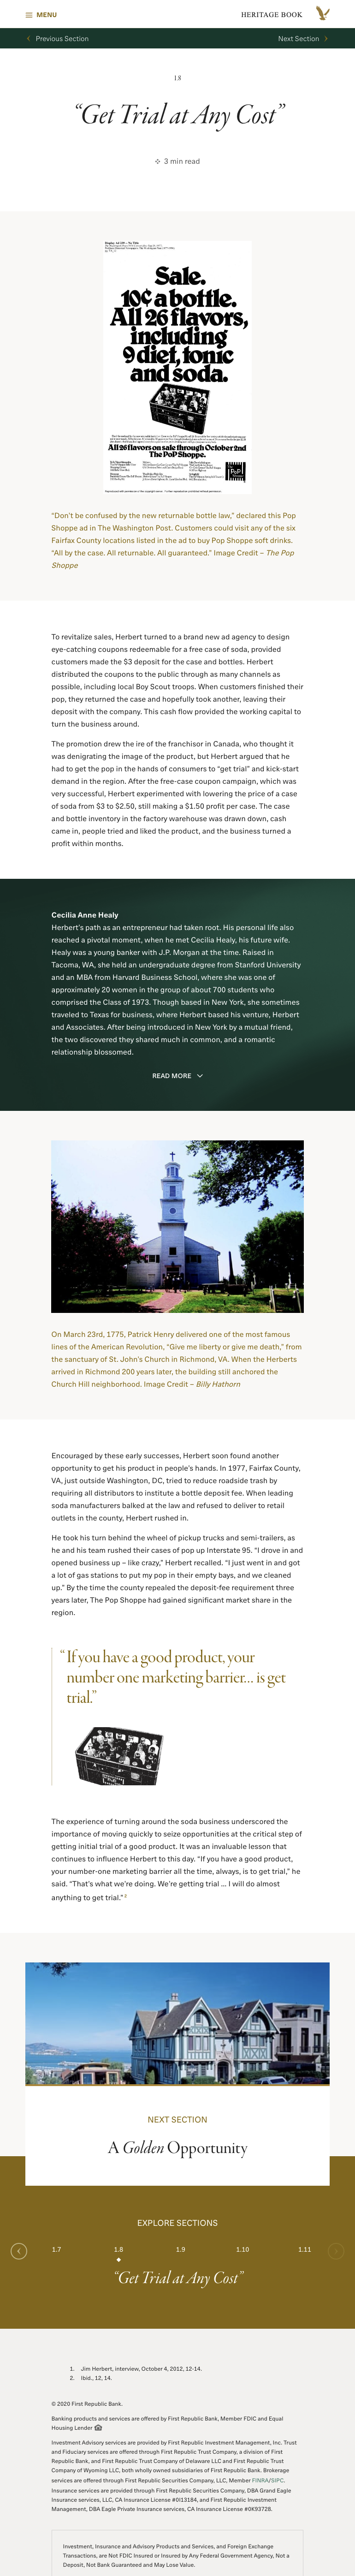 MENU
HERITAGE BOOK
Previous Section
Next Section
1.8
“Get Trial at Any Cost”
3 min read
Sale.
10¢ a bottle.
All 26 flavors,
including
9 diet, tonic
and soda.
All 26 flavors on sale through October 2nd
The PoP Shoppe.
“Don’t be confused by the new returnable bottle law,” declared this Pop
Shoppe ad in The Washington Post. Customers could visit any of the six
Fairfax County locations listed in the ad to buy Pop Shoppe soft drinks.
“All by the case. All returnable. All guaranteed.” Image Credit – The Pop
Shoppe
To revitalize sales, Herbert turned to a brand new ad agency to design
eye-catching coupons redeemable for a free case of soda, provided
customers made the $3 deposit for the case and bottles. Herbert
distributed the coupons to the public through as many channels as
possible, including local Boy Scout troops. When customers finished their
pop, they returned the case and hopefully took another, leaving their
deposit with the company. This cash flow provided the working capital to
turn the business around.
The promotion drew the ire of the franchisor in Canada, who thought it
was denigrating the image of the product, but Herbert argued that he
had to get the pop in the hands of consumers to “get trial” and kick-start
demand in the region. After the free-case coupon campaign, which was
very successful, Herbert experimented with lowering the price of a case
of soda from $3 to $2.50, still making a $1.50 profit per case. The case
and bottle inventory in the factory warehouse was drawn down, cash
came in, people tried and liked the product, and the business turned a
profit within months.
Cecilia Anne Healy
Herbert’s path as an entrepreneur had taken root. His personal life also
reached a pivotal moment, when he met Cecilia Healy, his future wife.
Healy was a young banker with J.P. Morgan at the time. Raised in
Tacoma, WA, she held an undergraduate degree from Stanford University
and an MBA from Harvard Business School, where she was one of
approximately 20 women in the group of about 700 students who
comprised the Class of 1973. Though based in New York, she sometimes
traveled to Texas for business, where Herbert based his venture, Herbert
and Associates. After being introduced in New York by a mutual friend,
the two discovered they shared much in common, and a romantic
relationship blossomed.
READ MORE
On March 23rd, 1775, Patrick Henry delivered one of the most famous
lines of the American Revolution, “Give me liberty or give me death,” from
the sanctuary of St. John’s Church in Richmond, VA. When the Herberts
arrived in Richmond 200 years later, the building still anchored the
Church Hill neighborhood. Image Credit – Billy Hathorn
Encouraged by these early successes, Herbert soon found another
opportunity to get his product in people’s hands. In 1977, Fairfax County,
VA, just outside Washington, DC, tried to reduce roadside trash by
requiring all distributors to institute a bottle deposit fee. When leading
soda manufacturers balked at the law and refused to deliver to retail
outlets in the county, Herbert rushed in.
He took his turn behind the wheel of pickup trucks and semi-trailers, as
he and his team rushed their cases of pop up Interstate 95. “I drove in and
opened business up – like crazy,” Herbert recalled. “I just went in and got
a lot of gas stations to put my pop in their empty bays, and we cleaned
up.” By the time the county repealed the deposit-fee requirement three
years later, The Pop Shoppe had gained significant market share in the
region.
“If you have a good product, your
number one marketing barrier... is get
trial.”
The experience of turning around the soda business underscored the
importance of moving quickly to seize opportunities at the critical step of
getting initial trial of a good product. It was an invaluable lesson that
continues to influence Herbert to this day. “If you have a good product,
your number-one marketing barrier all the time, always, is to get trial,” he
said. “That’s what we’re doing. We’re getting trial ... I will do almost
anything to get trial.” 2
NEXT SECTION
A Golden Opportunity
EXPLORE SECTIONS
1.7
1.8
1.9
1.10
1.11
“Get Trial at Any Cost”
1. Jim Herbert, interview, October 4, 2012, 12-14.
2. Ibid., 12, 14.
© 2020 First Republic Bank.
Banking products and services are offered by First Republic Bank, Member FDIC and Equal
Housing Lender
Investment Advisory services are provided by First Republic Investment Management, Inc. Trust
and Fiduciary services are offered through First Republic Trust Company, a division of First
Republic Bank, and First Republic Trust Company of Delaware LLC and First Republic Trust
Company of Wyoming LLC, both wholly owned subsidiaries of First Republic Bank. Brokerage
services are offered through First Republic Securities Company, LLC, Member FINRA/SIPC.
Insurance services are provided through First Republic Securities Company, DBA Grand Eagle
Insurance services, LLC, CA Insurance License #0I13184, and First Republic Investment
Management, DBA Eagle Private Insurance services, CA Insurance License #0K93728.
Investment, Insurance and Advisory Products and Services, and Foreign Exchange
Transactions, are Not FDIC Insured or Insured by Any Federal Government Agency, Not a
Deposit, Not Bank Guaranteed and May Lose Value.